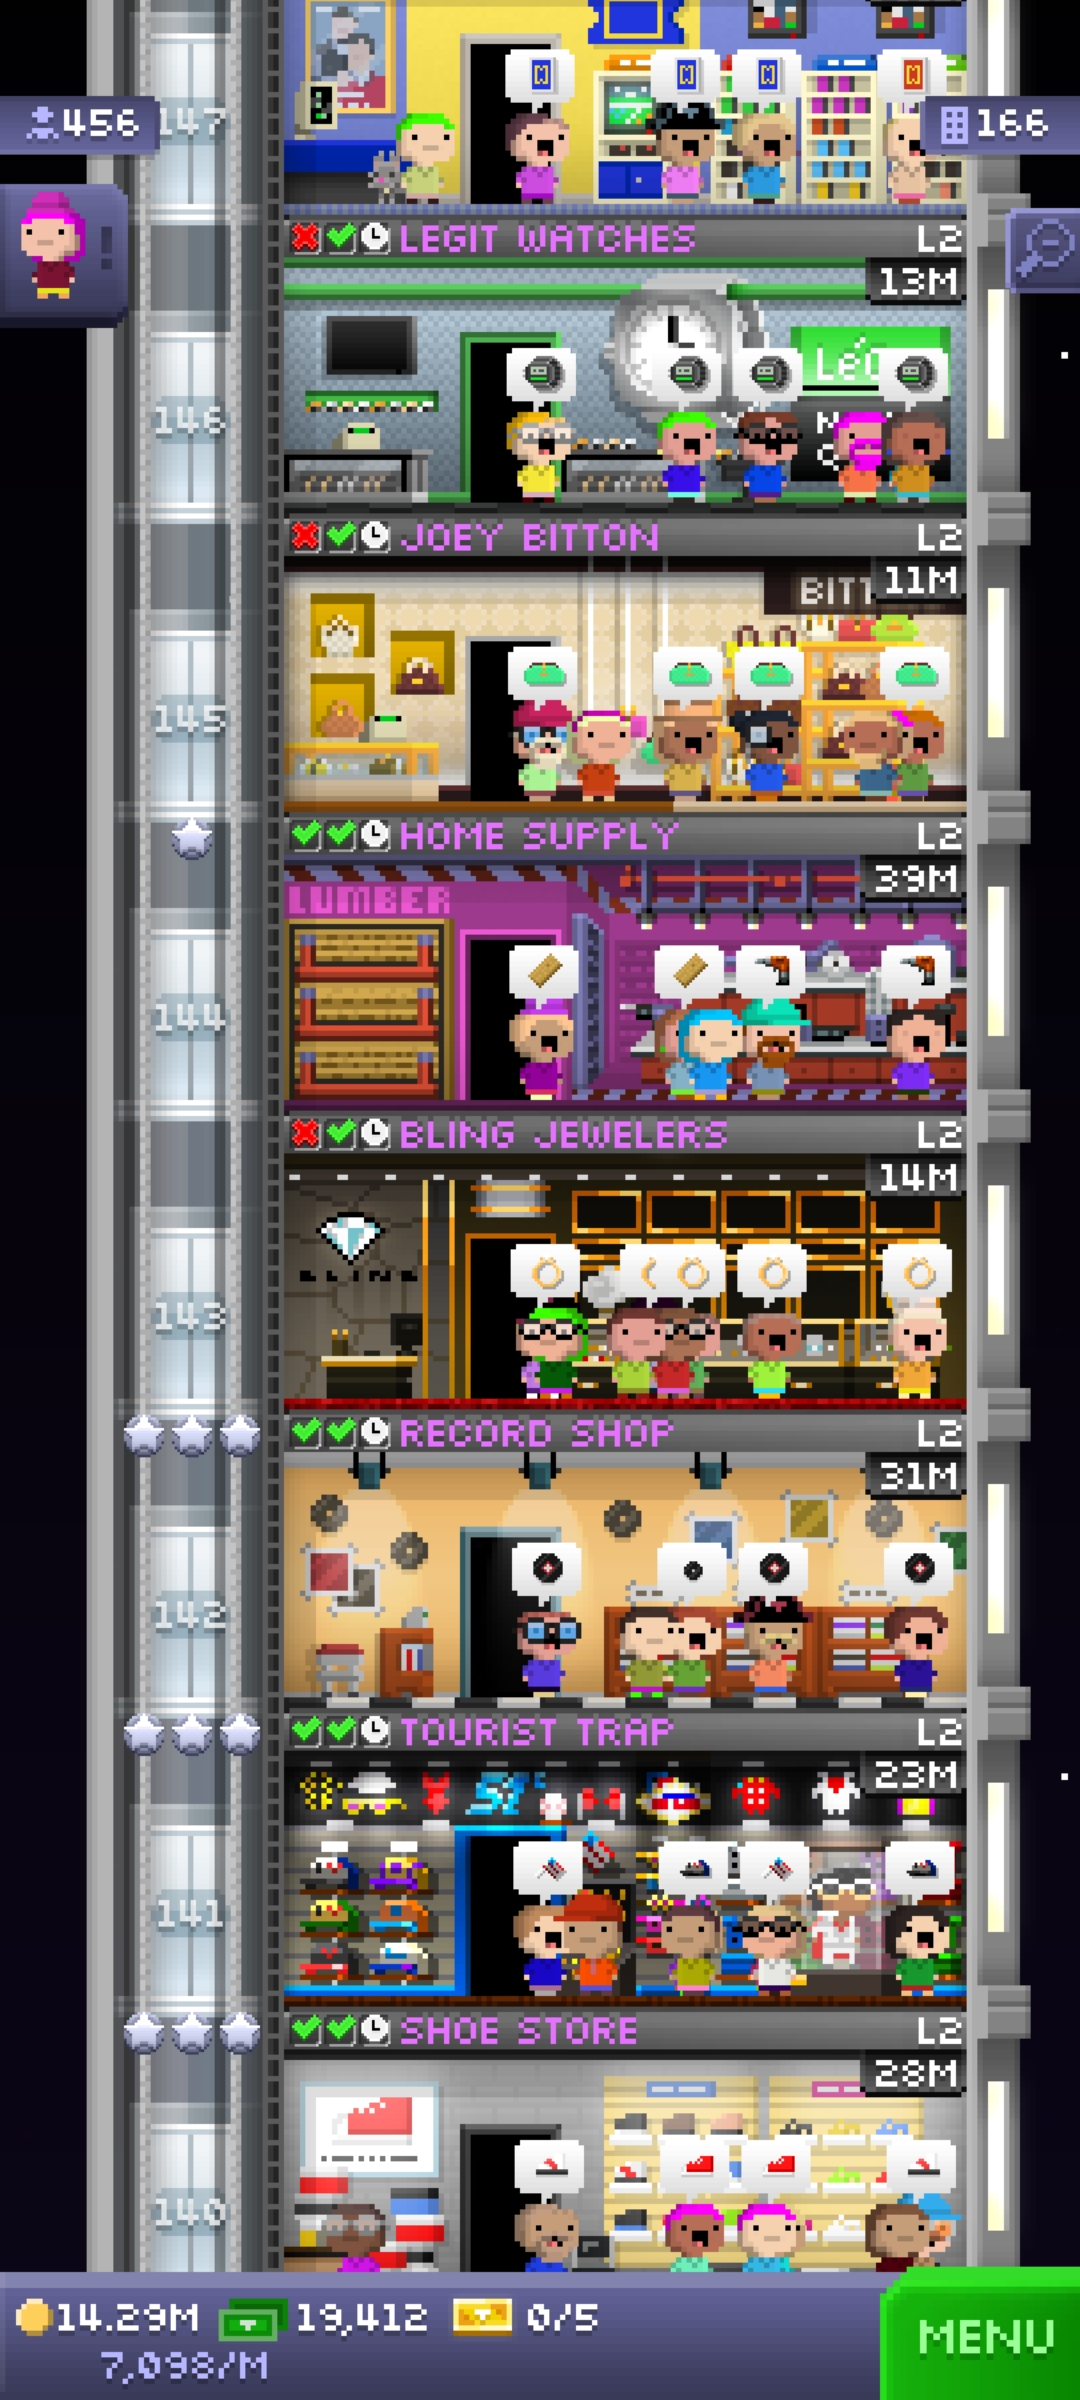 147
456
166
LEGIT WATCHES L2
13M
146
JOEY BITTON L2
11M
BITT
145
HOME SUPPLY L2
39M
LUMBER
144
BLING JEWELERS L2
14M
BLING
143
RECORD SHOP L2
31M
142
TOURIST TRAP L2
23M
141
SHOE STORE L2
28M
140
14.29M 19,412 0/5
7,098/M
MENU